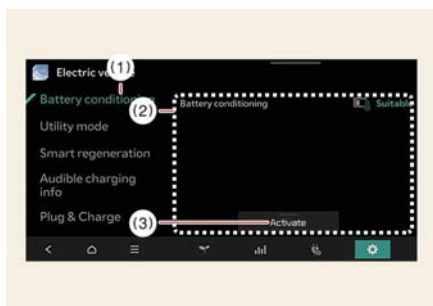 Electric ve
(1)
Battery conditioning
(2)
Battery conditioning
Suitable
Utility mode
Smart regeneration
Audible charging
info
Plug & Charge
(3)
Activate